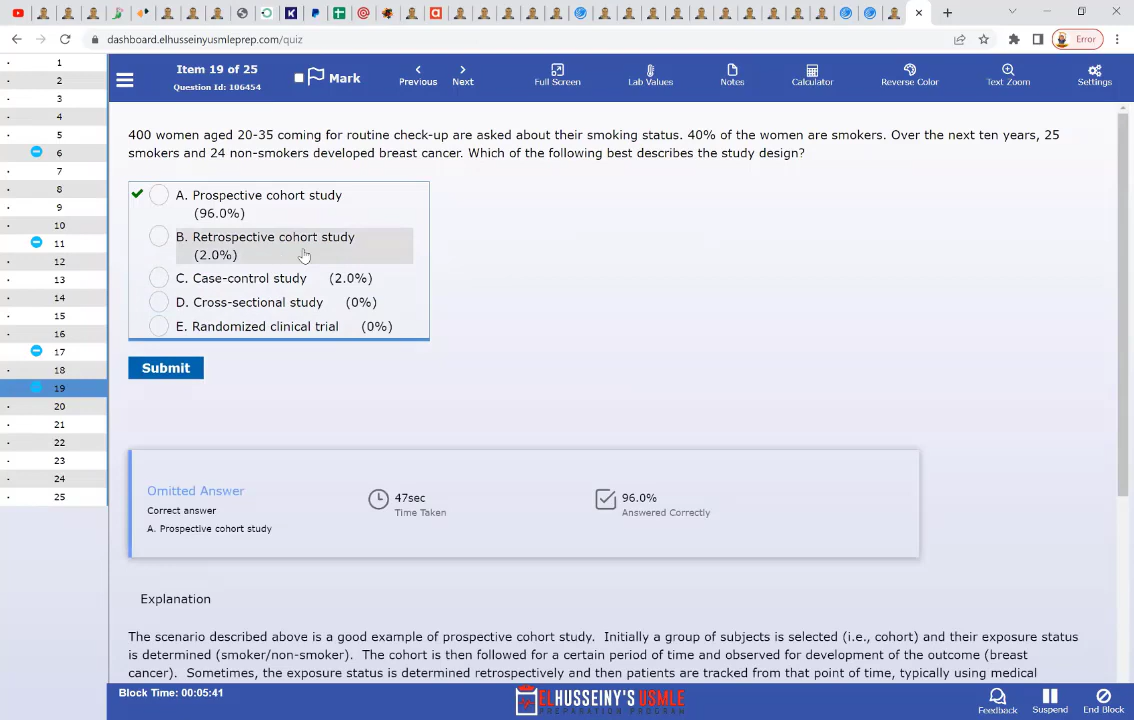 dashboard.elhusseinyusmleprep.com/quiz
Error
Item 19 of 25
Question Id: 106454
Mark
Previous
Next
Full Screen
Lab Values
Notes
Calculator
Reverse Color
Text Zoom
Settings
1
2
3
4
5
6
7
8
9
10
11
12
13
14
15
16
17
18
19
20
21
22
23
24
25
400 women aged 20-35 coming for routine check-up are asked about their smoking status. 40% of the women are smokers. Over the next ten years, 25
smokers and 24 non-smokers developed breast cancer. Which of the following best describes the study design?
A. Prospective cohort study
(96.0%)
B. Retrospective cohort study
(2.0%)
C. Case-control study (2.0%)
D. Cross-sectional study (0%)
E. Randomized clinical trial (0%)
Submit
Omitted Answer
Correct answer
A. Prospective cohort study
47sec
Time Taken
96.0%
Answered Correctly
Explanation
The scenario described above is a good example of prospective cohort study. Initially a group of subjects is selected (i.e., cohort) and their exposure status
is determined (smoker/non-smoker). The cohort is then followed for a certain period of time and observed for development of the outcome (breast
cancer). Sometimes, the exposure status is determined retrospectively and then patients are tracked from that point of time, typically using medical
Block Time: 00:05:41
ELHUSSEINY'S USMLE
PREPARATION PROGRAM
Feedback
Suspend
End Block